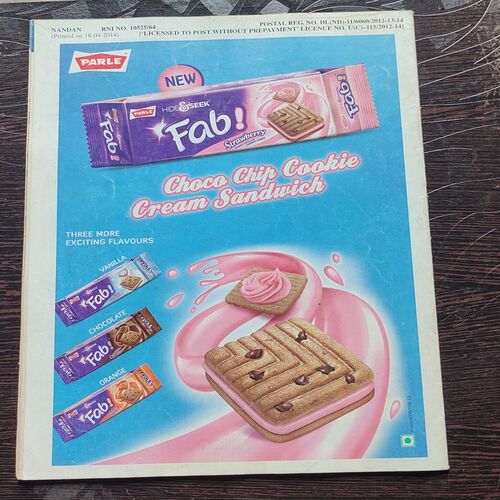 NANDAN RNI NO. 10525/64 POSTAL REG. NO. DL(ND)-11/6060/2012-13-14
(Printed on 18-04-2014) ["LICENSED TO POST WITHOUT PREPAYMENT" LICENCE NO. U(C)-115/2012-14]
PARLE
NEW
PARLE
HIDE & SEEK
Fab!
Strawberry
Fab!
Fab!
Choco Chip Cookie
Cream Sandwich
THREE MORE
EXCITING FLAVOURS
VANILLA
Fab!
CHOCOLATE
Fab!
ORANGE
Fab!